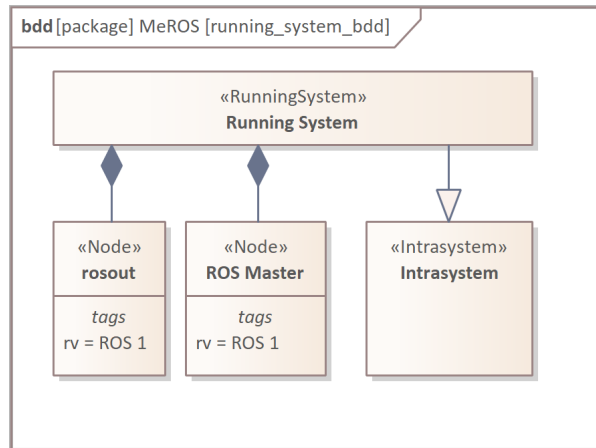 bdd [package] MeROS [running_system_bdd]
«RunningSystem»
Running System
«Node»
rosout
tags
rv = ROS 1
«Node»
ROS Master
tags
rv = ROS 1
«Intrasystem»
Intrasystem